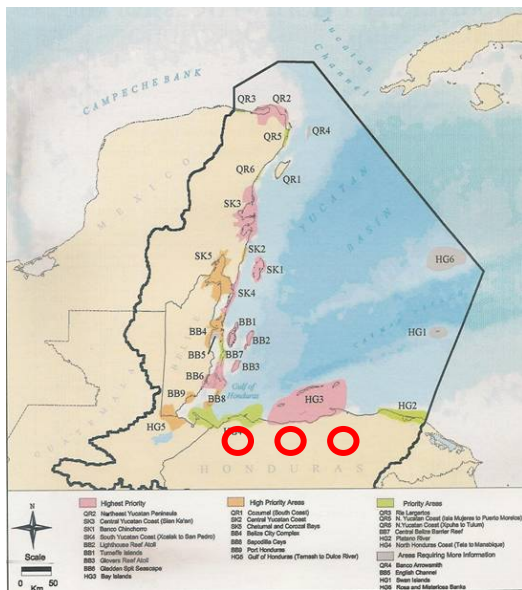 Yucatan
Channel
CAMPECHE BANK
QR3
QR2
QR4
QR5
QR1
QR6
MEXICO
YUCATAN
BASIN
SK3
SK2
SK5
SK1
HG6
SK4
BB1
BB4
BB2
HG1
BB5
BB7
BB3
BB6
Gulf of
Honduras
BB9
BB8
HG3
HG2
HG5
GUATEMALA
HONDURAS
N
Scale
0
50
Km
Highest Priority
QR2 Northeast Yucatan Peninsula
SK3 Central Yucatan Coast (Sian Ka'an)
SK1 Banco Chinchorro
SK4 South Yucatan Coast (Xcalak to San Pedro)
BB2 Lighthouse Reef Atoll
BB1 Turneffe Islands
BB3 Glovers Reef Atoll
BB6 Gladden Spit Seascape
HG3 Bay Islands
High Priority Areas
QR1 Cozumel (South Coast)
SK2 Central Yucatan Coast
SK5 Chetumal and Corozal Bays
BB4 Belize City Complex
BB8 Sapodilla Cays
BB9 Port Honduras
HG5 Gulf of Honduras (Temash to Dulce River)
Priority Areas
QR3 Ria Lagartos
QR5 N.Yucatan Coast (Isla Mujeres to Puerto Morelos)
QR6 N.Yucatan Coast (Xpuha to Tulum)
BB7 Central Belize Barrier Reef
HG2 Platano River
HG4 North Honduras Coast (Tela to Manabique)
Areas Requiring More Information
QR4 Banco Arrowsmith
BB5 English Channel
HG1 Swan Islands
HG6 Rosa and Misteriosa Banks